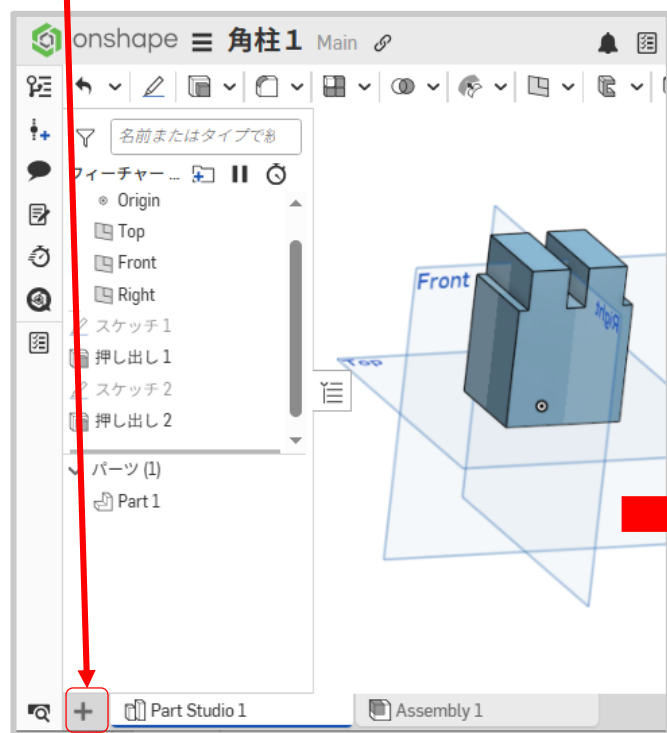 onshape 角柱1 Main
名前またはタイプで
フィーチャー ...
Origin
Top
Front
Right
スケッチ1
押し出し1
スケッチ2
押し出し2
パーツ (1)
Part 1
Front
Right
Top
Part Studio 1
Assembly 1